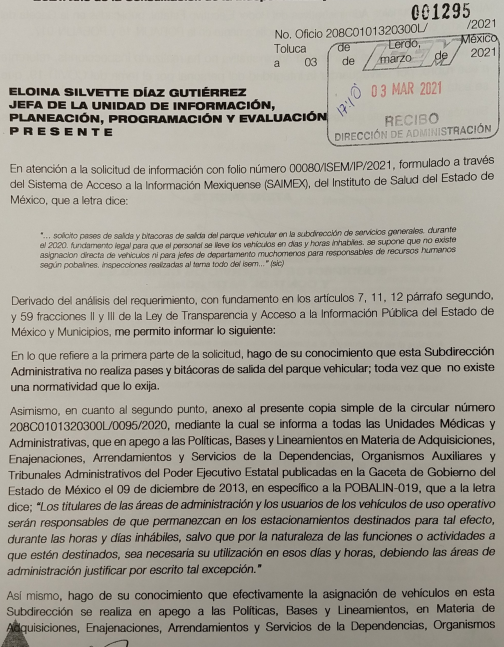 001295
No. Oficio 208C0101320300L/ /2021
Toluca de Lerdo, México
a 03 de marzo de 2021
17:10
03 MAR 2021
RECIBO
DIRECCIÓN DE ADMINISTRACIÓN
ELOINA SILVETTE DÍAZ GUTIÉRREZ
JEFA DE LA UNIDAD DE INFORMACIÓN,
PLANEACIÓN, PROGRAMACIÓN Y EVALUACIÓN
P R E S E N T E
En atención a la solicitud de información con folio número 00080/ISEM/IP/2021, formulado a través
del Sistema de Acceso a la Información Mexiquense (SAIMEX), del Instituto de Salud del Estado de
México, que a letra dice:
"... solicito pases de salida y bitacoras de salida del parque vehicular en la subdirección de servicios generales. durante
el 2020. fundamento legal para que el personal se lleve los vehículos en dias y horas inhabiles. se supone que no existe
asignacion directa de vehiculos ni para jefes de departamento muchomenos para responsables de recursos humanos
según pobalines. inspecciones realizadas al tema todo del isem..." (sic)
Derivado del análisis del requerimiento, con fundamento en los artículos 7, 11, 12 párrafo segundo,
y 59 fracciones II y III de la Ley de Transparencia y Acceso a la Información Pública del Estado de
México y Municipios, me permito informar lo siguiente:
En lo que refiere a la primera parte de la solicitud, hago de su conocimiento que esta Subdirección
Administrativa no realiza pases y bitácoras de salida del parque vehicular; toda vez que no existe
una normatividad que lo exija.
Asimismo, en cuanto al segundo punto, anexo al presente copia simple de la circular número
208C0101320300L/0095/2020, mediante la cual se informa a todas las Unidades Médicas y
Administrativas, que en apego a las Políticas, Bases y Lineamientos en Materia de Adquisiciones,
Enajenaciones, Arrendamientos y Servicios de la Dependencias, Organismos Auxiliares y
Tribunales Administrativos del Poder Ejecutivo Estatal publicadas en la Gaceta de Gobierno del
Estado de México el 09 de diciembre de 2013, en específico a la POBALIN-019, que a la letra
dice; "Los titulares de las áreas de administración y los usuarios de los vehículos de uso operativo
serán responsables de que permanezcan en los estacionamientos destinados para tal efecto,
durante las horas y días inhábiles, salvo que por la naturaleza de las funciones o actividades a
que estén destinados, sea necesaria su utilización en esos días y horas, debiendo las áreas de
administración justificar por escrito tal excepción."
Así mismo, hago de su conocimiento que efectivamente la asignación de vehículos en esta
Subdirección se realiza en apego a las Políticas, Bases y Lineamientos, en Materia de
Adquisiciones, Enajenaciones, Arrendamientos y Servicios de la Dependencias, Organismos